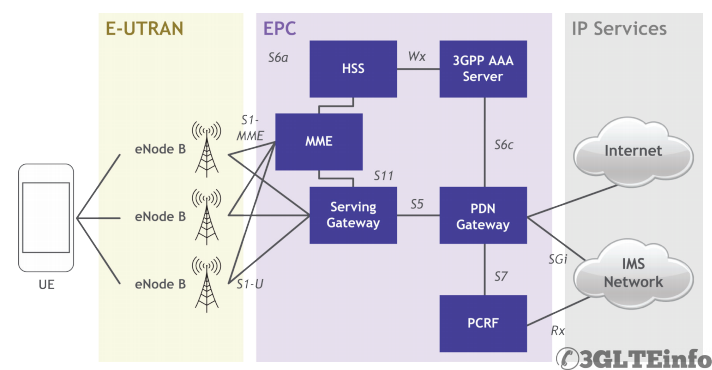 E-UTRAN
EPC
IP Services
S6a
HSS
Wx
3GPP AAA
Server
S1-
MME
MME
eNode B
S6c
Internet
S11
eNode B
Serving
Gateway
S5
PDN
Gateway
UE
eNode B
S1-U
S7
SGi
IMS
Network
PCRF
Rx
3GLTEinfo